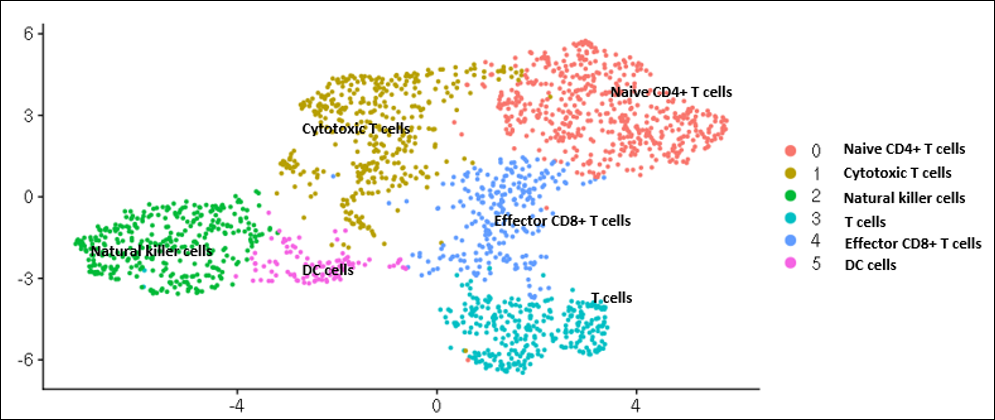 6
3
0
-3
-6
-4
0
4
Naive CD4+ T cells
Cytotoxic T cells
Effector CD8+ T cells
Natural killer cells
DC cells
T cells
0 Naive CD4+ T cells
1 Cytotoxic T cells
2 Natural killer cells
3 T cells
4 Effector CD8+ T cells
5 DC cells